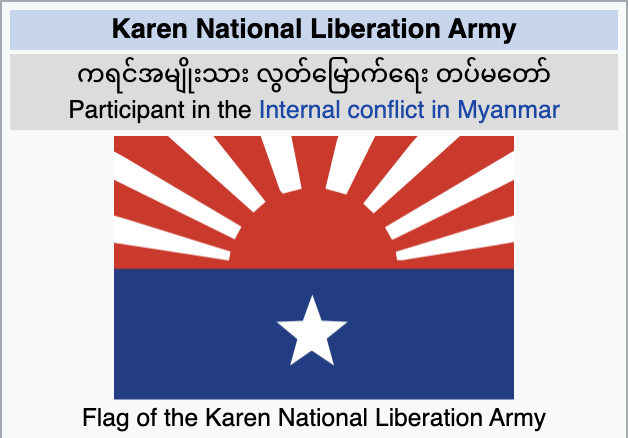 Karen National Liberation Army
ကရင်အမျိုးသား လွတ်မြောက်ရေး တပ်မတော်
Participant in the Internal conflict in Myanmar
Flag of the Karen National Liberation Army